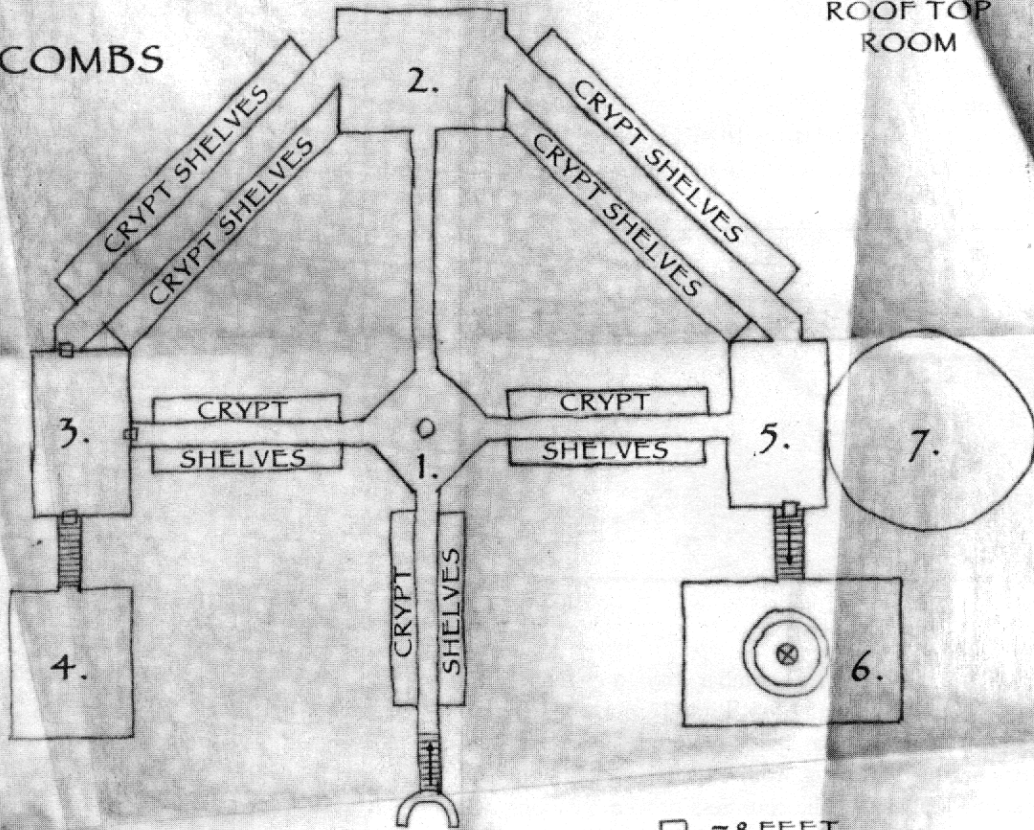 COMBS
ROOF TOP
ROOM
2.
CRYPT SHELVES
CRYPT SHELVES
CRYPT SHELVES
CRYPT SHELVES
3.
CRYPT
SHELVES
1.
CRYPT
SHELVES
5.
7.
CRYPT
SHELVES
4.
6.
FEET